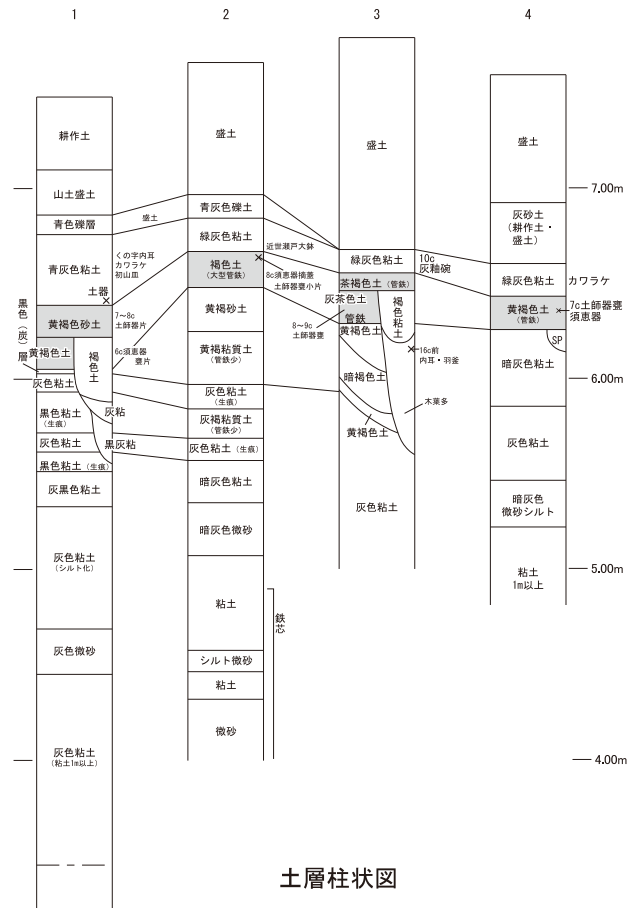 1
2
3
4
耕作土
山土盛土
青色礫層
青灰色粘土
土器
黒色(炭)層
黄褐色砂土
黄褐色土
褐色土
灰色粘土
灰粘
黒色粘土
(生痕)
灰色粘土
黒灰粘
黒色粘土(生痕)
灰黒色粘土
灰色粘土
(シルト化)
灰色微砂
灰色粘土
(粘土1m以上)
盛土
くの字内耳
カワラケ
初山皿
7〜8c
土師器片
6c須恵器
甕片
盛土
青灰色礫土
緑灰色粘土
褐色土
(大型管鉄)
黄褐砂土
黄褐粘質土
(管鉄少)
灰色粘土
(生痕)
灰褐粘質土
(管鉄少)
灰色粘土(生痕)
暗灰色粘土
暗灰色微砂
粘土
シルト微砂
粘土
微砂
鉄芯
近世瀬戸大鉢
8c須恵器摘蓋
土師器甕小片
盛土
緑灰色粘土
茶褐色土(管鉄)
灰茶色土
管鉄
黄褐色土
褐色粘土
8〜9c
土師器甕
暗褐色土
黄褐色土
灰色粘土
10c
灰釉碗
16c前
内耳・羽釜
木葉多
盛土
灰砂土
(耕作土・
盛土)
緑灰色粘土
黄褐色土
(管鉄)
SP
暗灰色粘土
灰色粘土
暗灰色
微砂シルト
粘土
1m以上
カワラケ
7c土師器甕
須恵器
7.00m
6.00m
5.00m
4.00m
土層柱状図